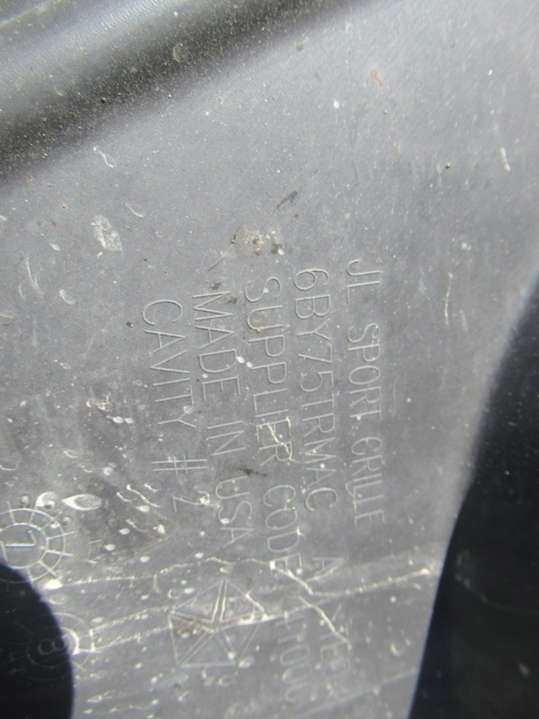 JL SPORT GRILLE
6BY75TRMAC
SUPPLIER CODE
MADE IN USA
CAVITY # 2